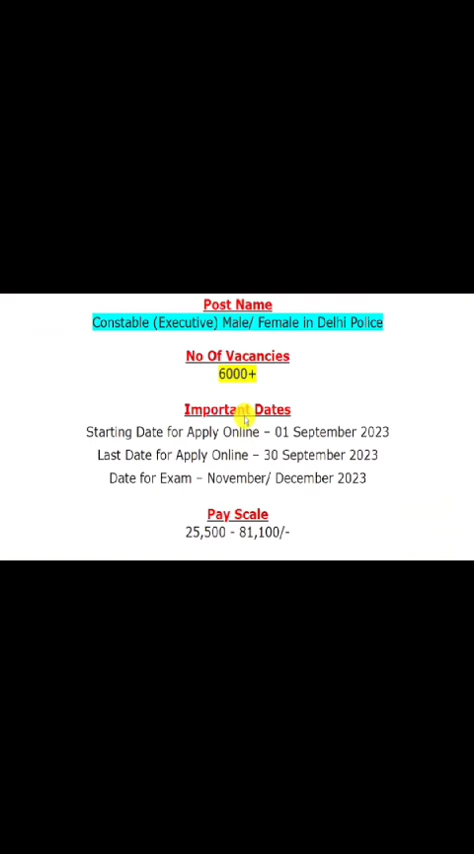 Post Name
Constable (Executive) Male/ Female in Delhi Police
No Of Vacancies
6000+
Important Dates
Starting Date for Apply Online – 01 September 2023
Last Date for Apply Online – 30 September 2023
Date for Exam – November/ December 2023
Pay Scale
25,500 - 81,100/-